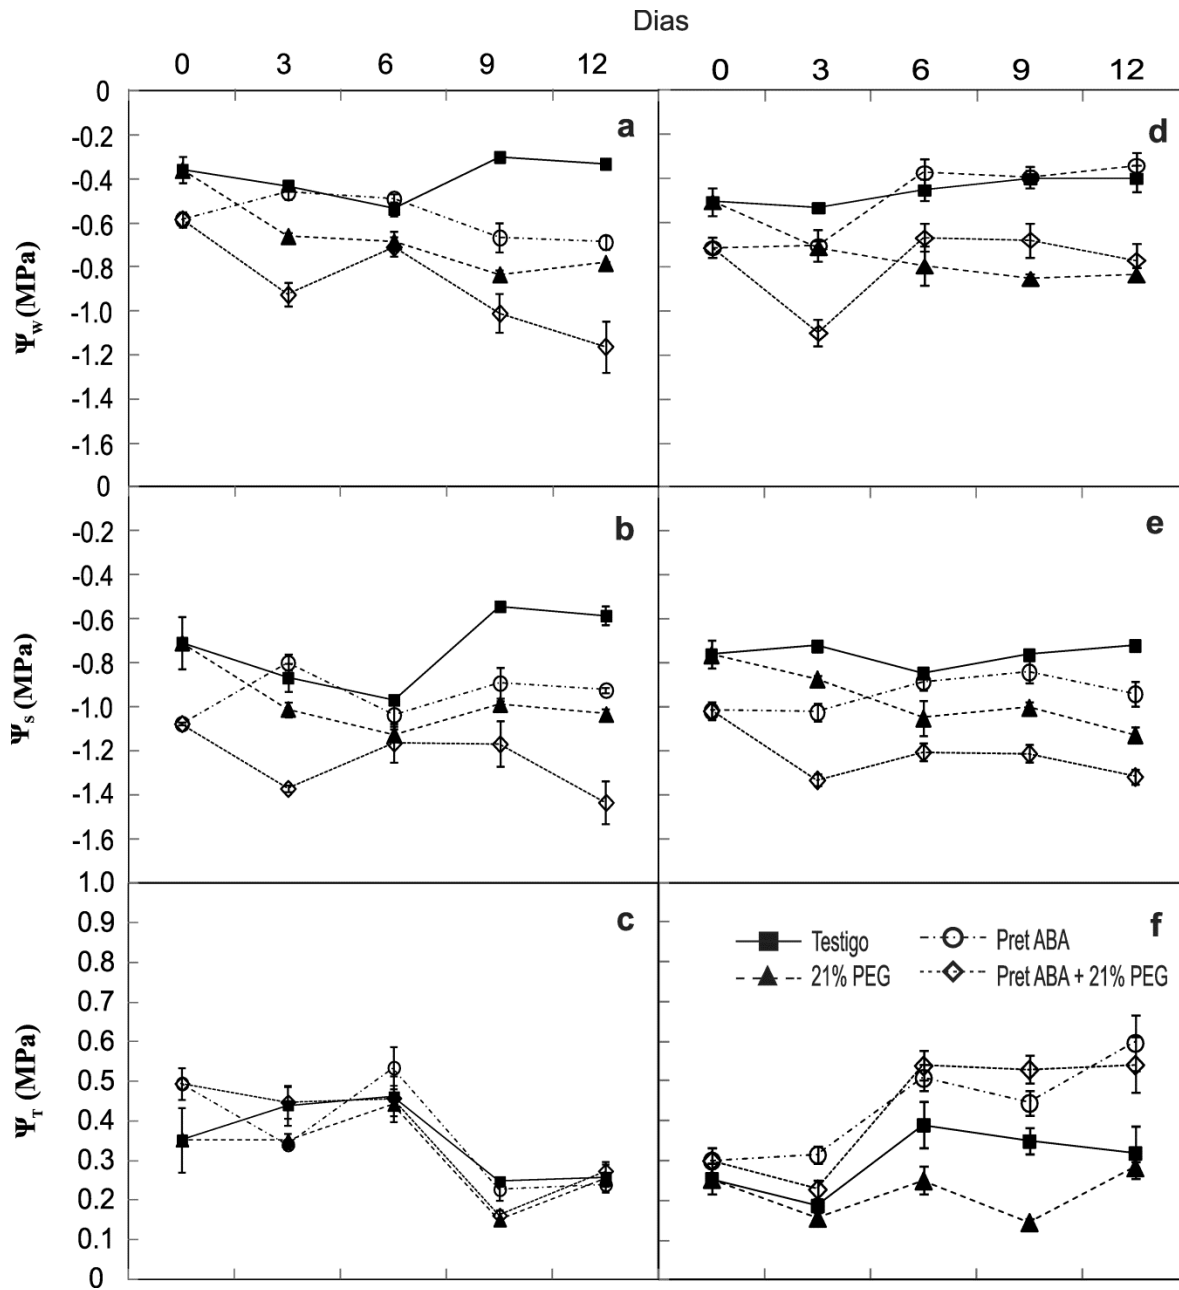 Dias
0 3 6 9 12 0 3 6 9 12
0
-0.2
-0.4
-0.6
-0.8
-1.0
-1.2
-1.4
-1.6
Ψw (MPa)
a
d
0
-0.2
-0.4
-0.6
-0.8
-1.0
-1.2
-1.4
-1.6
Ψs (MPa)
b
e
1.0
0.9
0.8
0.7
0.6
0.5
0.4
0.3
0.2
0.1
0
ΨT (MPa)
c
f
Testigo Pret ABA
21% PEG Pret ABA + 21% PEG